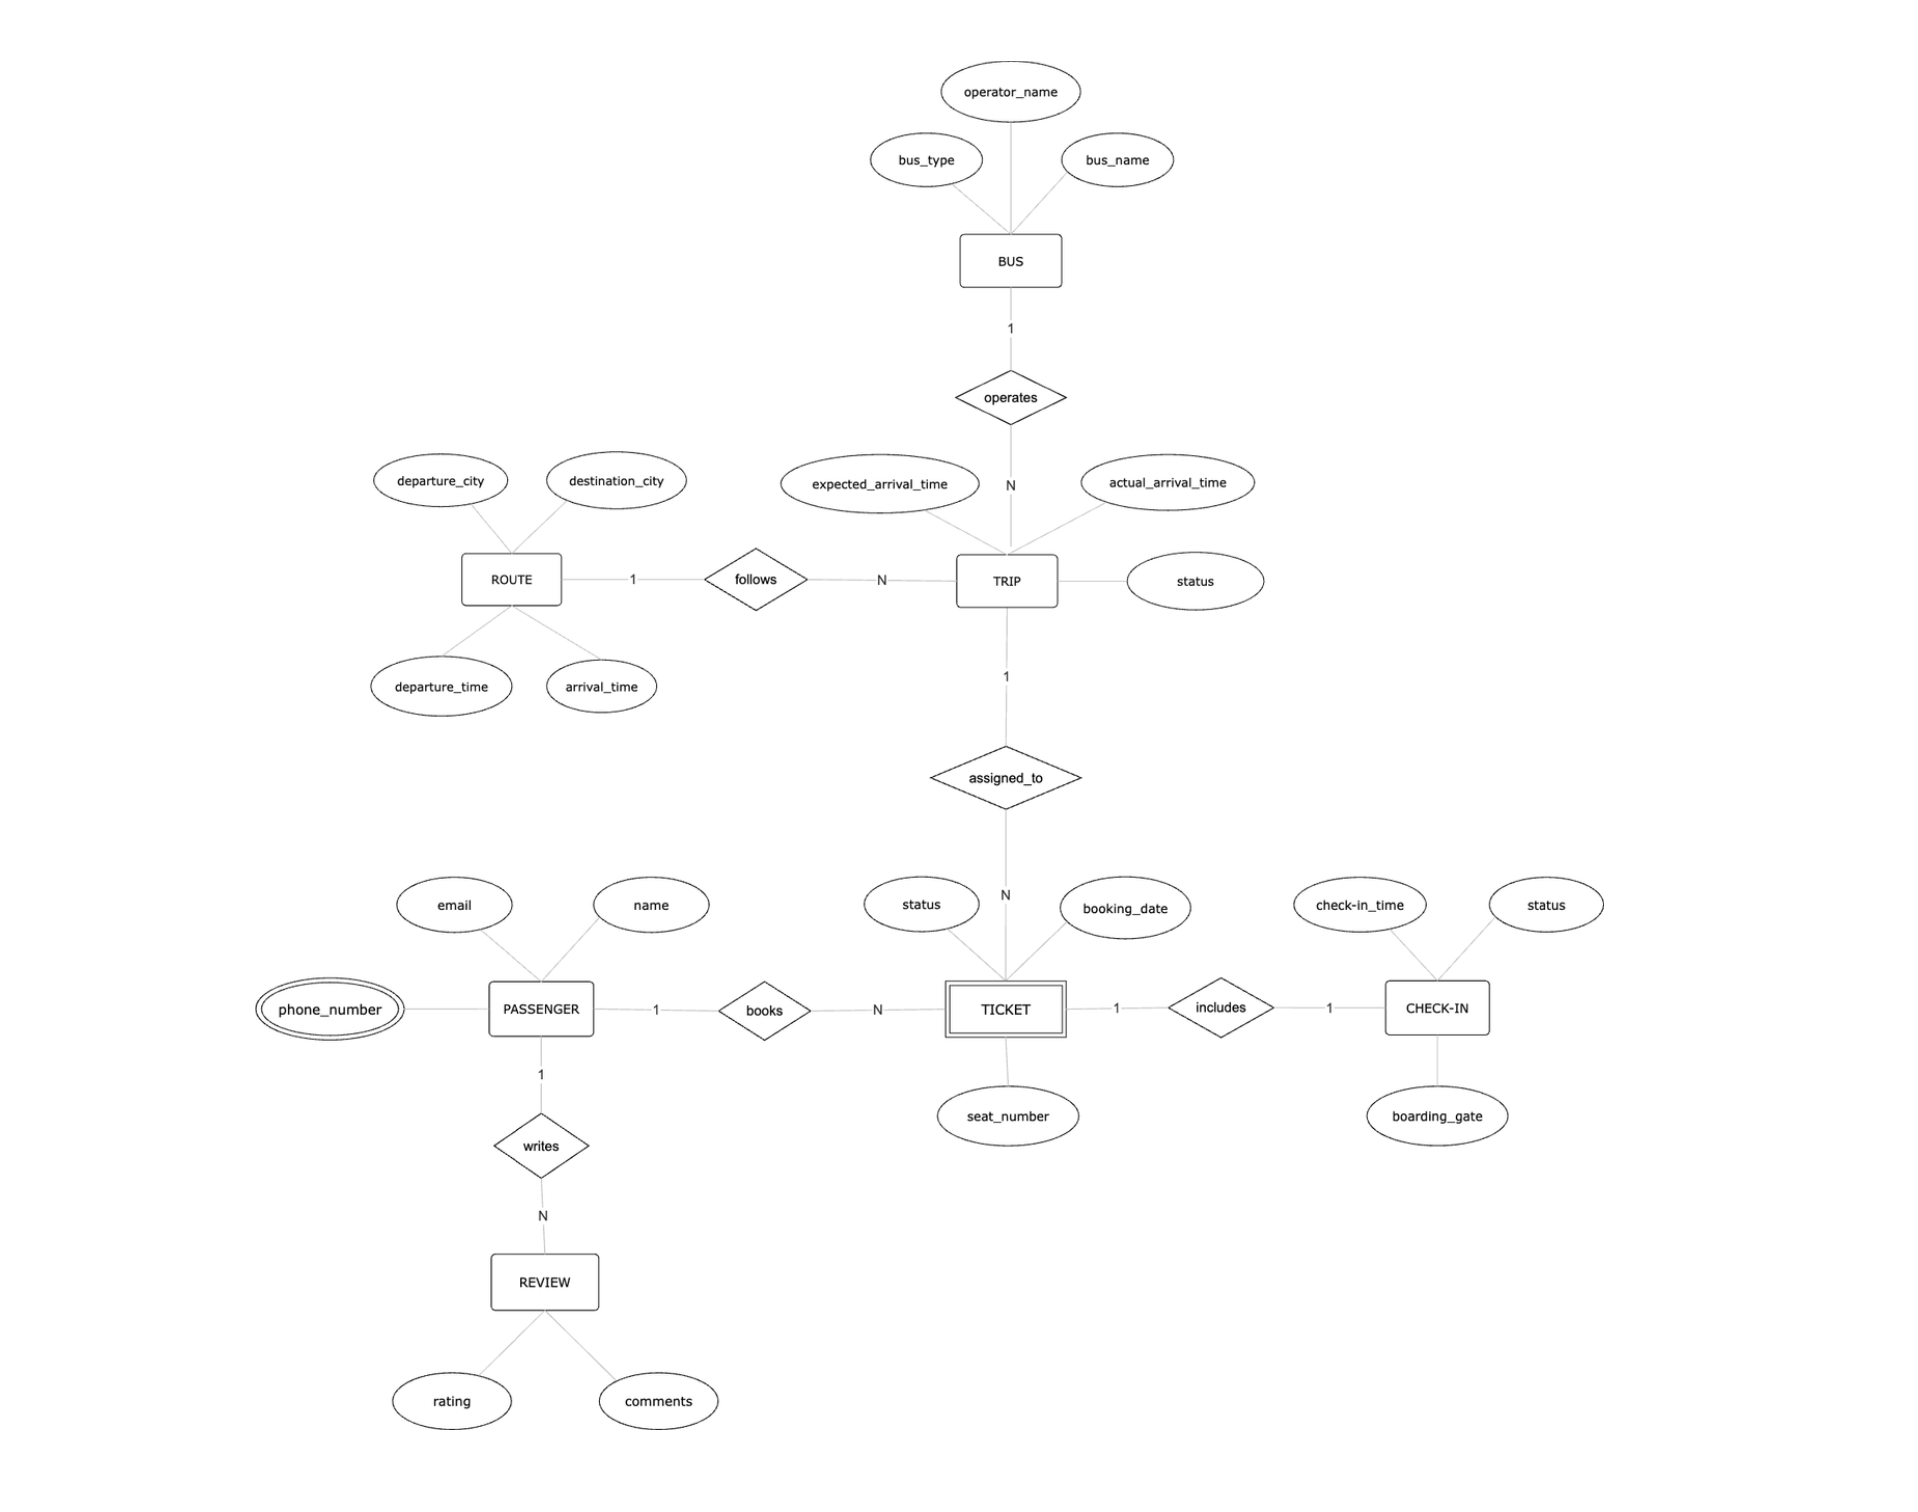 operator_name
bus_type
bus_name
BUS
1
operates
departure_city
destination_city
expected_arrival_time
N
actual_arrival_time
ROUTE
1
follows
N
TRIP
status
departure_time
arrival_time
1
assigned_to
email
name
status
N
booking_date
check-in_time
status
phone_number
PASSENGER
1
books
N
TICKET
1
includes
1
CHECK-IN
1
seat_number
boarding_gate
writes
N
REVIEW
rating
comments